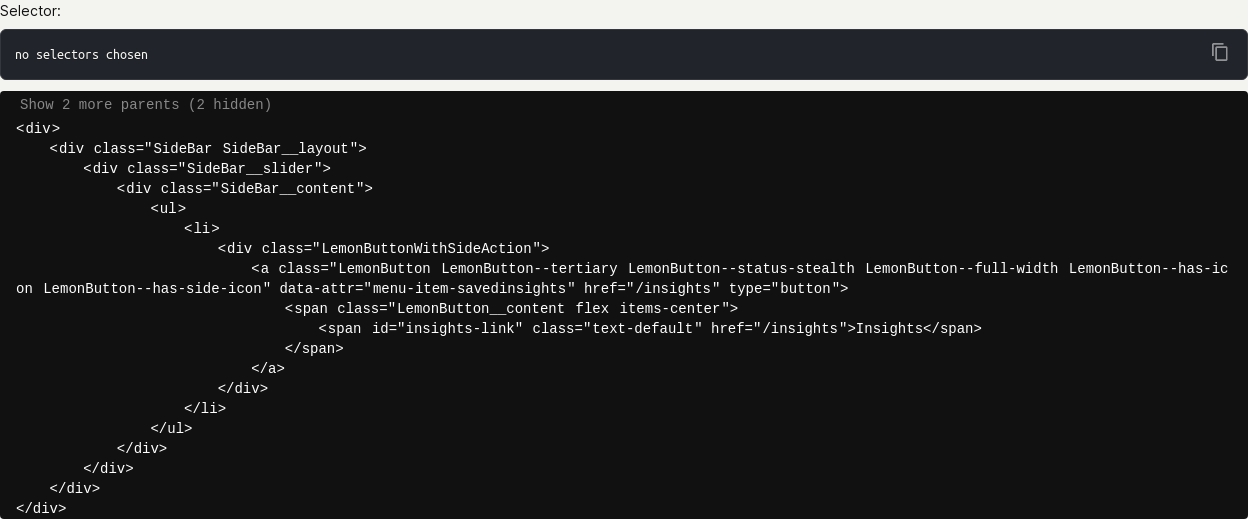 Selector:
no selectors chosen
Show 2 more parents (2 hidden)
<div>
<div class="SideBar SideBar__layout">
<div class="SideBar__slider">
<div class="SideBar__content">
<ul>
<li>
<div class="LemonButtonWithSideAction">
<a class="LemonButton LemonButton--tertiary LemonButton--status-stealth LemonButton--full-width LemonButton--has-ic
on LemonButton--has-side-icon" data-attr="menu-item-savedinsights" href="/insights" type="button">
<span class="LemonButton__content flex items-center">
<span id="insights-link" class="text-default" href="/insights">Insights</span>
</span>
</a>
</div>
</li>
</ul>
</div>
</div>
</div>
</div>